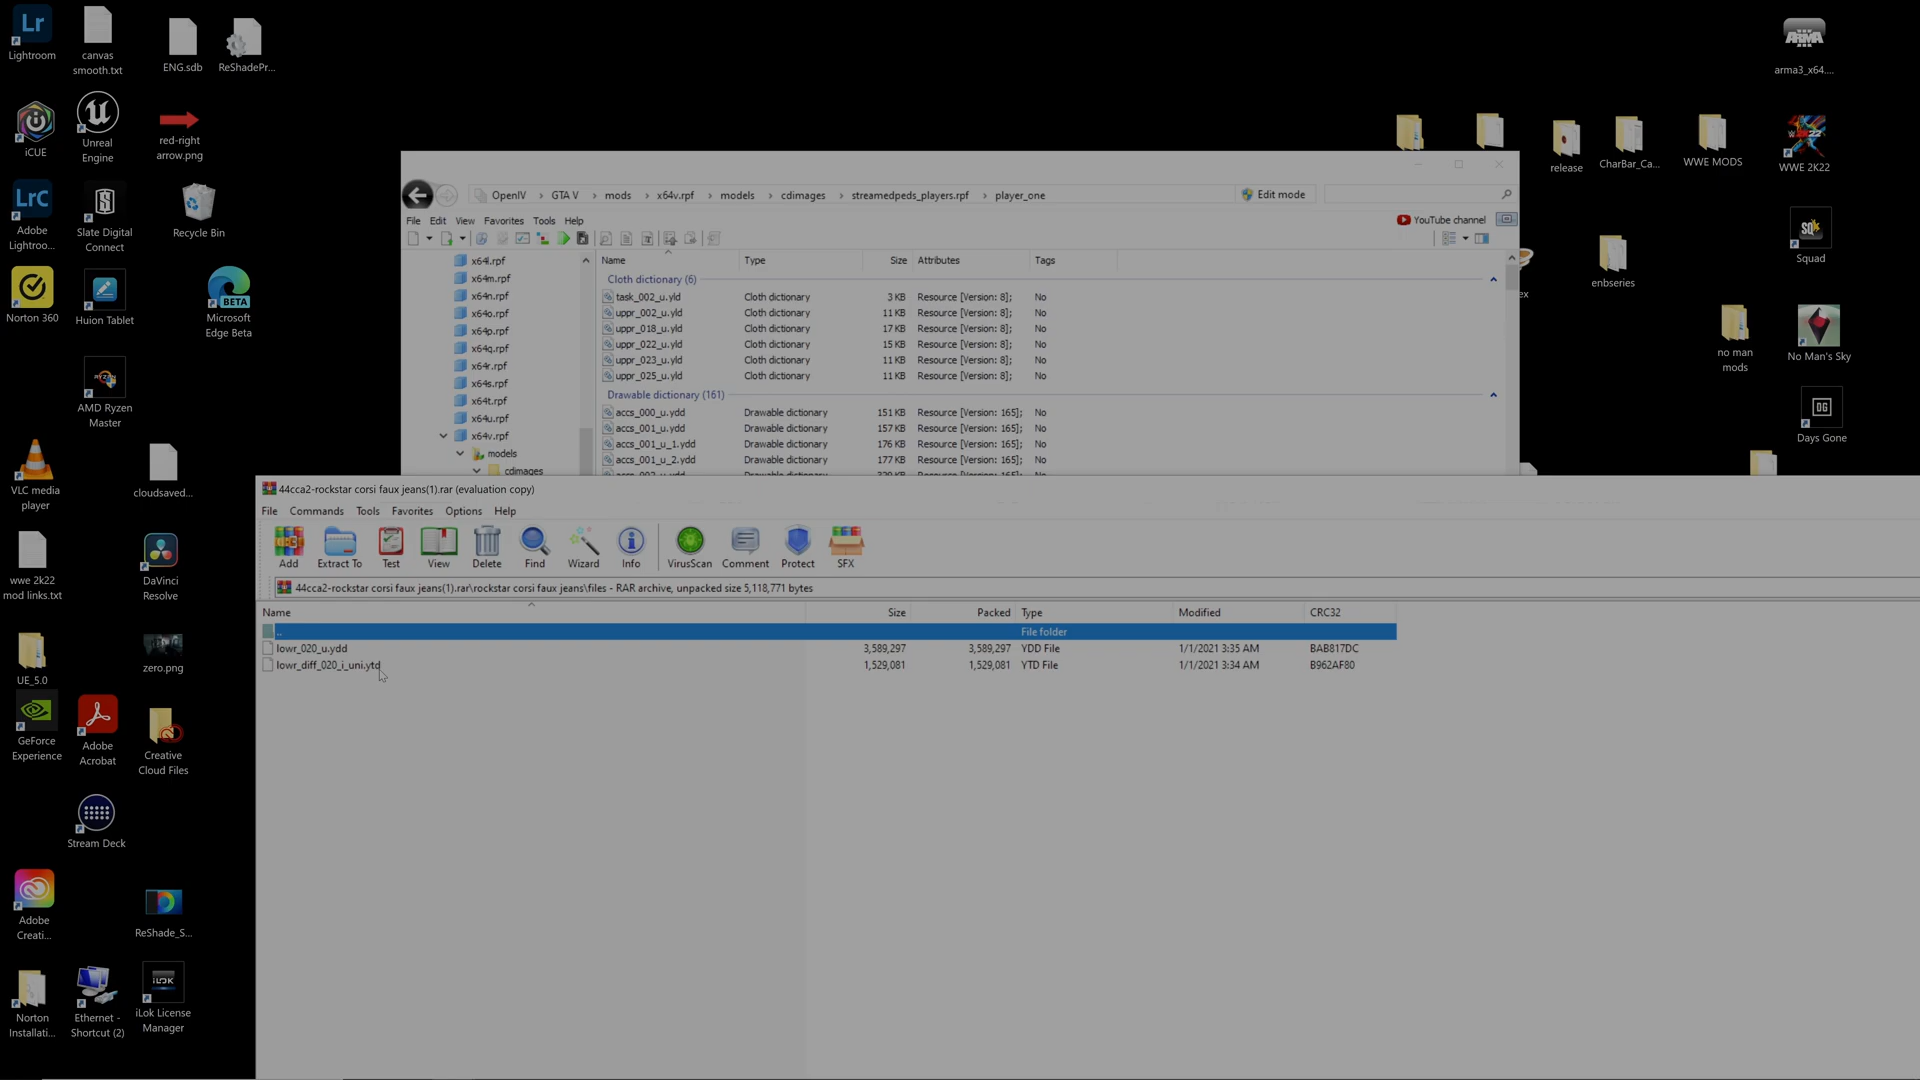 Lightroom
canvas
smooth.txt
ENG.sdb
ReShadePr...
arma3_x64....
iCUE
Unreal
Engine
red-right
arrow.png
release
CharBar_Ca...
WWE MODS
WWE 2K22
Adobe
Lightroo...
Slate Digital
Connect
Recycle Bin
Squad
enbseries
Norton 360
Huion Tablet
Microsoft
Edge Beta
BETA
no man
mods
No Man's Sky
AMD Ryzen
Master
Days Gone
VLC media
player
cloudsaved...
wwe 2k22
mod links.txt
DaVinci
Resolve
UE_5.0
zero.png
GeForce
Experience
Adobe
Acrobat
Creative
Cloud Files
Stream Deck
Adobe
Creati...
ReShade_S...
Norton
Installati...
Ethernet -
Shortcut (2)
iLok License
Manager
OpenIV > GTA V > mods > x64v.rpf > models > cdimages > streamedpeds_players.rpf > player_one
Edit mode
File Edit View Favorites Tools Help
YouTube channel
x64l.rpf
x64m.rpf
x64n.rpf
x64o.rpf
x64p.rpf
x64q.rpf
x64r.rpf
x64s.rpf
x64t.rpf
x64u.rpf
x64v.rpf
models
cdimages
Name Type Size Attributes Tags
Cloth dictionary (6)
task_002_u.yld Cloth dictionary 3 KB Resource [Version: 8]; No
uppr_002_u.yld Cloth dictionary 11 KB Resource [Version: 8]; No
uppr_018_u.yld Cloth dictionary 17 KB Resource [Version: 8]; No
uppr_022_u.yld Cloth dictionary 15 KB Resource [Version: 8]; No
uppr_023_u.yld Cloth dictionary 11 KB Resource [Version: 8]; No
uppr_025_u.yld Cloth dictionary 11 KB Resource [Version: 8]; No
Drawable dictionary (161)
accs_000_u.ydd Drawable dictionary 151 KB Resource [Version: 165]; No
accs_001_u.ydd Drawable dictionary 157 KB Resource [Version: 165]; No
accs_001_u_1.ydd Drawable dictionary 176 KB Resource [Version: 165]; No
accs_001_u_2.ydd Drawable dictionary 177 KB Resource [Version: 165]; No
44cca2-rockstar corsi faux jeans(1).rar (evaluation copy)
File Commands Tools Favorites Options Help
Add Extract To Test View Delete Find Wizard Info VirusScan Comment Protect SFX
44cca2-rockstar corsi faux jeans(1).rar\rockstar corsi faux jeans\files - RAR archive, unpacked size 5,118,771 bytes
Name Size Packed Type Modified CRC32
.. File folder
lowr_020_u.ydd 3,589,297 3,589,297 YDD File 1/1/2021 3:35 AM BAB817DC
lowr_diff_020_i_uni.ytd 1,529,081 1,529,081 YTD File 1/1/2021 3:34 AM B962AF80